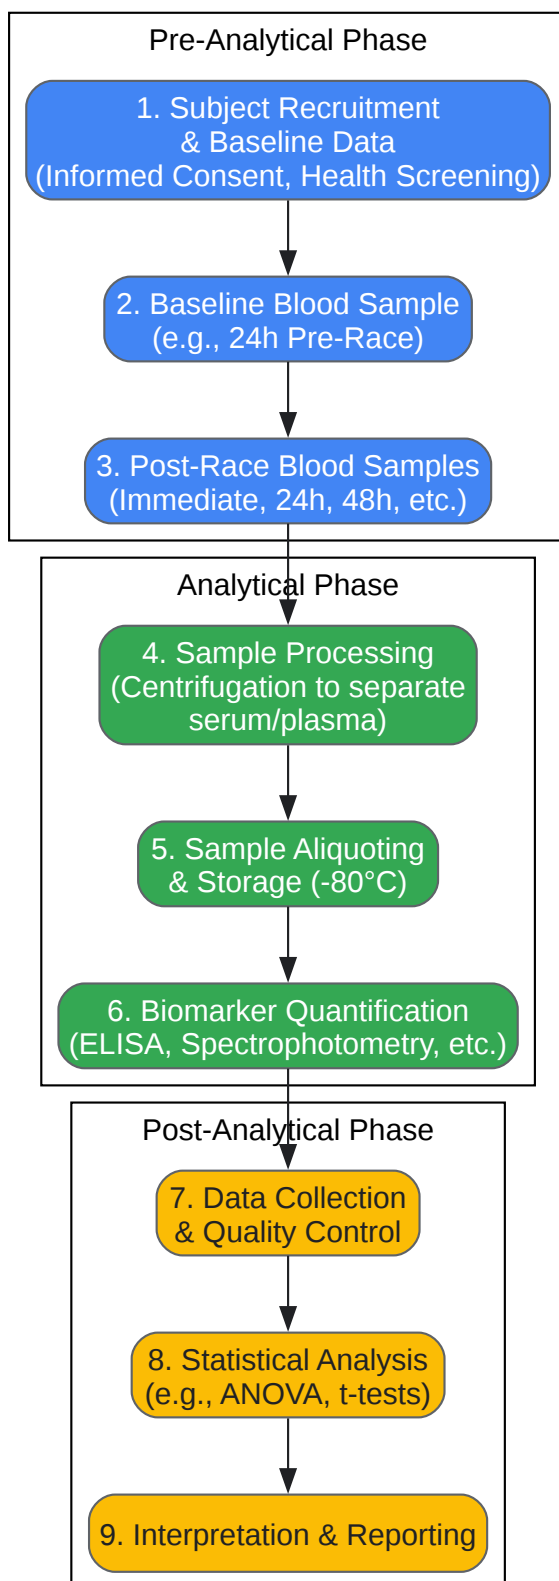 Pre-Analytical Phase
1. Subject Recruitment
& Baseline Data
(Informed Consent, Health Screening)
2. Baseline Blood Sample
(e.g., 24h Pre-Race)
3. Post-Race Blood Samples
(Immediate, 24h, 48h, etc.)
Analytical Phase
4. Sample Processing
(Centrifugation to separate
serum/plasma)
5. Sample Aliquoting
& Storage (-80°C)
6. Biomarker Quantification
(ELISA, Spectrophotometry, etc.)
Post-Analytical Phase
7. Data Collection
& Quality Control
8. Statistical Analysis
(e.g., ANOVA, t-tests)
9. Interpretation & Reporting